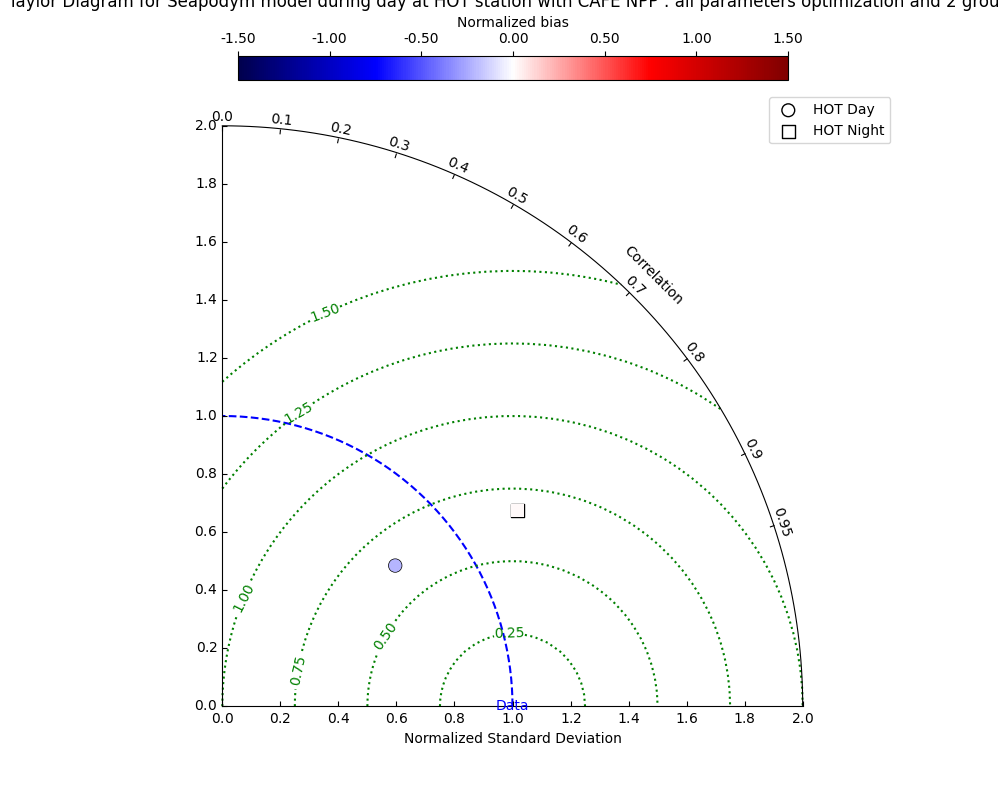 Taylor Diagram for Seapodym model during day at HOT station with CAFE NPP : all parameters optimization and 2
Normalized bias
-1.50 -1.00 -0.50 0.00 0.50 1.00 1.50
HOT Day
HOT Night
0.0 0.1 0.2 0.3 0.4 0.5 0.6 0.7 0.8 0.9 0.95
Correlation
2.0
1.8
1.6
1.4
1.2
1.0
0.8
0.6
0.4
0.2
0.0
1.50
1.25
1.00
0.75
0.50
0.25
Data
0.0 0.2 0.4 0.6 0.8 1.0 1.2 1.4 1.6 1.8 2.0
Normalized Standard Deviation